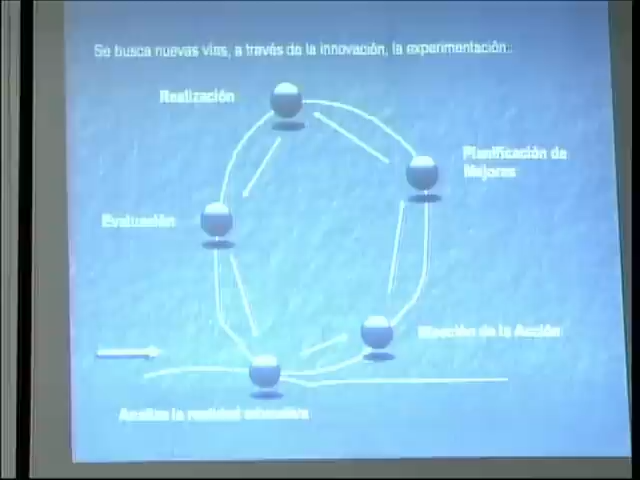 Se busca nuevas vías, a través de la innovación, la experimentación..
Realización
Planificación de
Mejoras
Evaluación
de la Acción
Analiza la realidad educativa